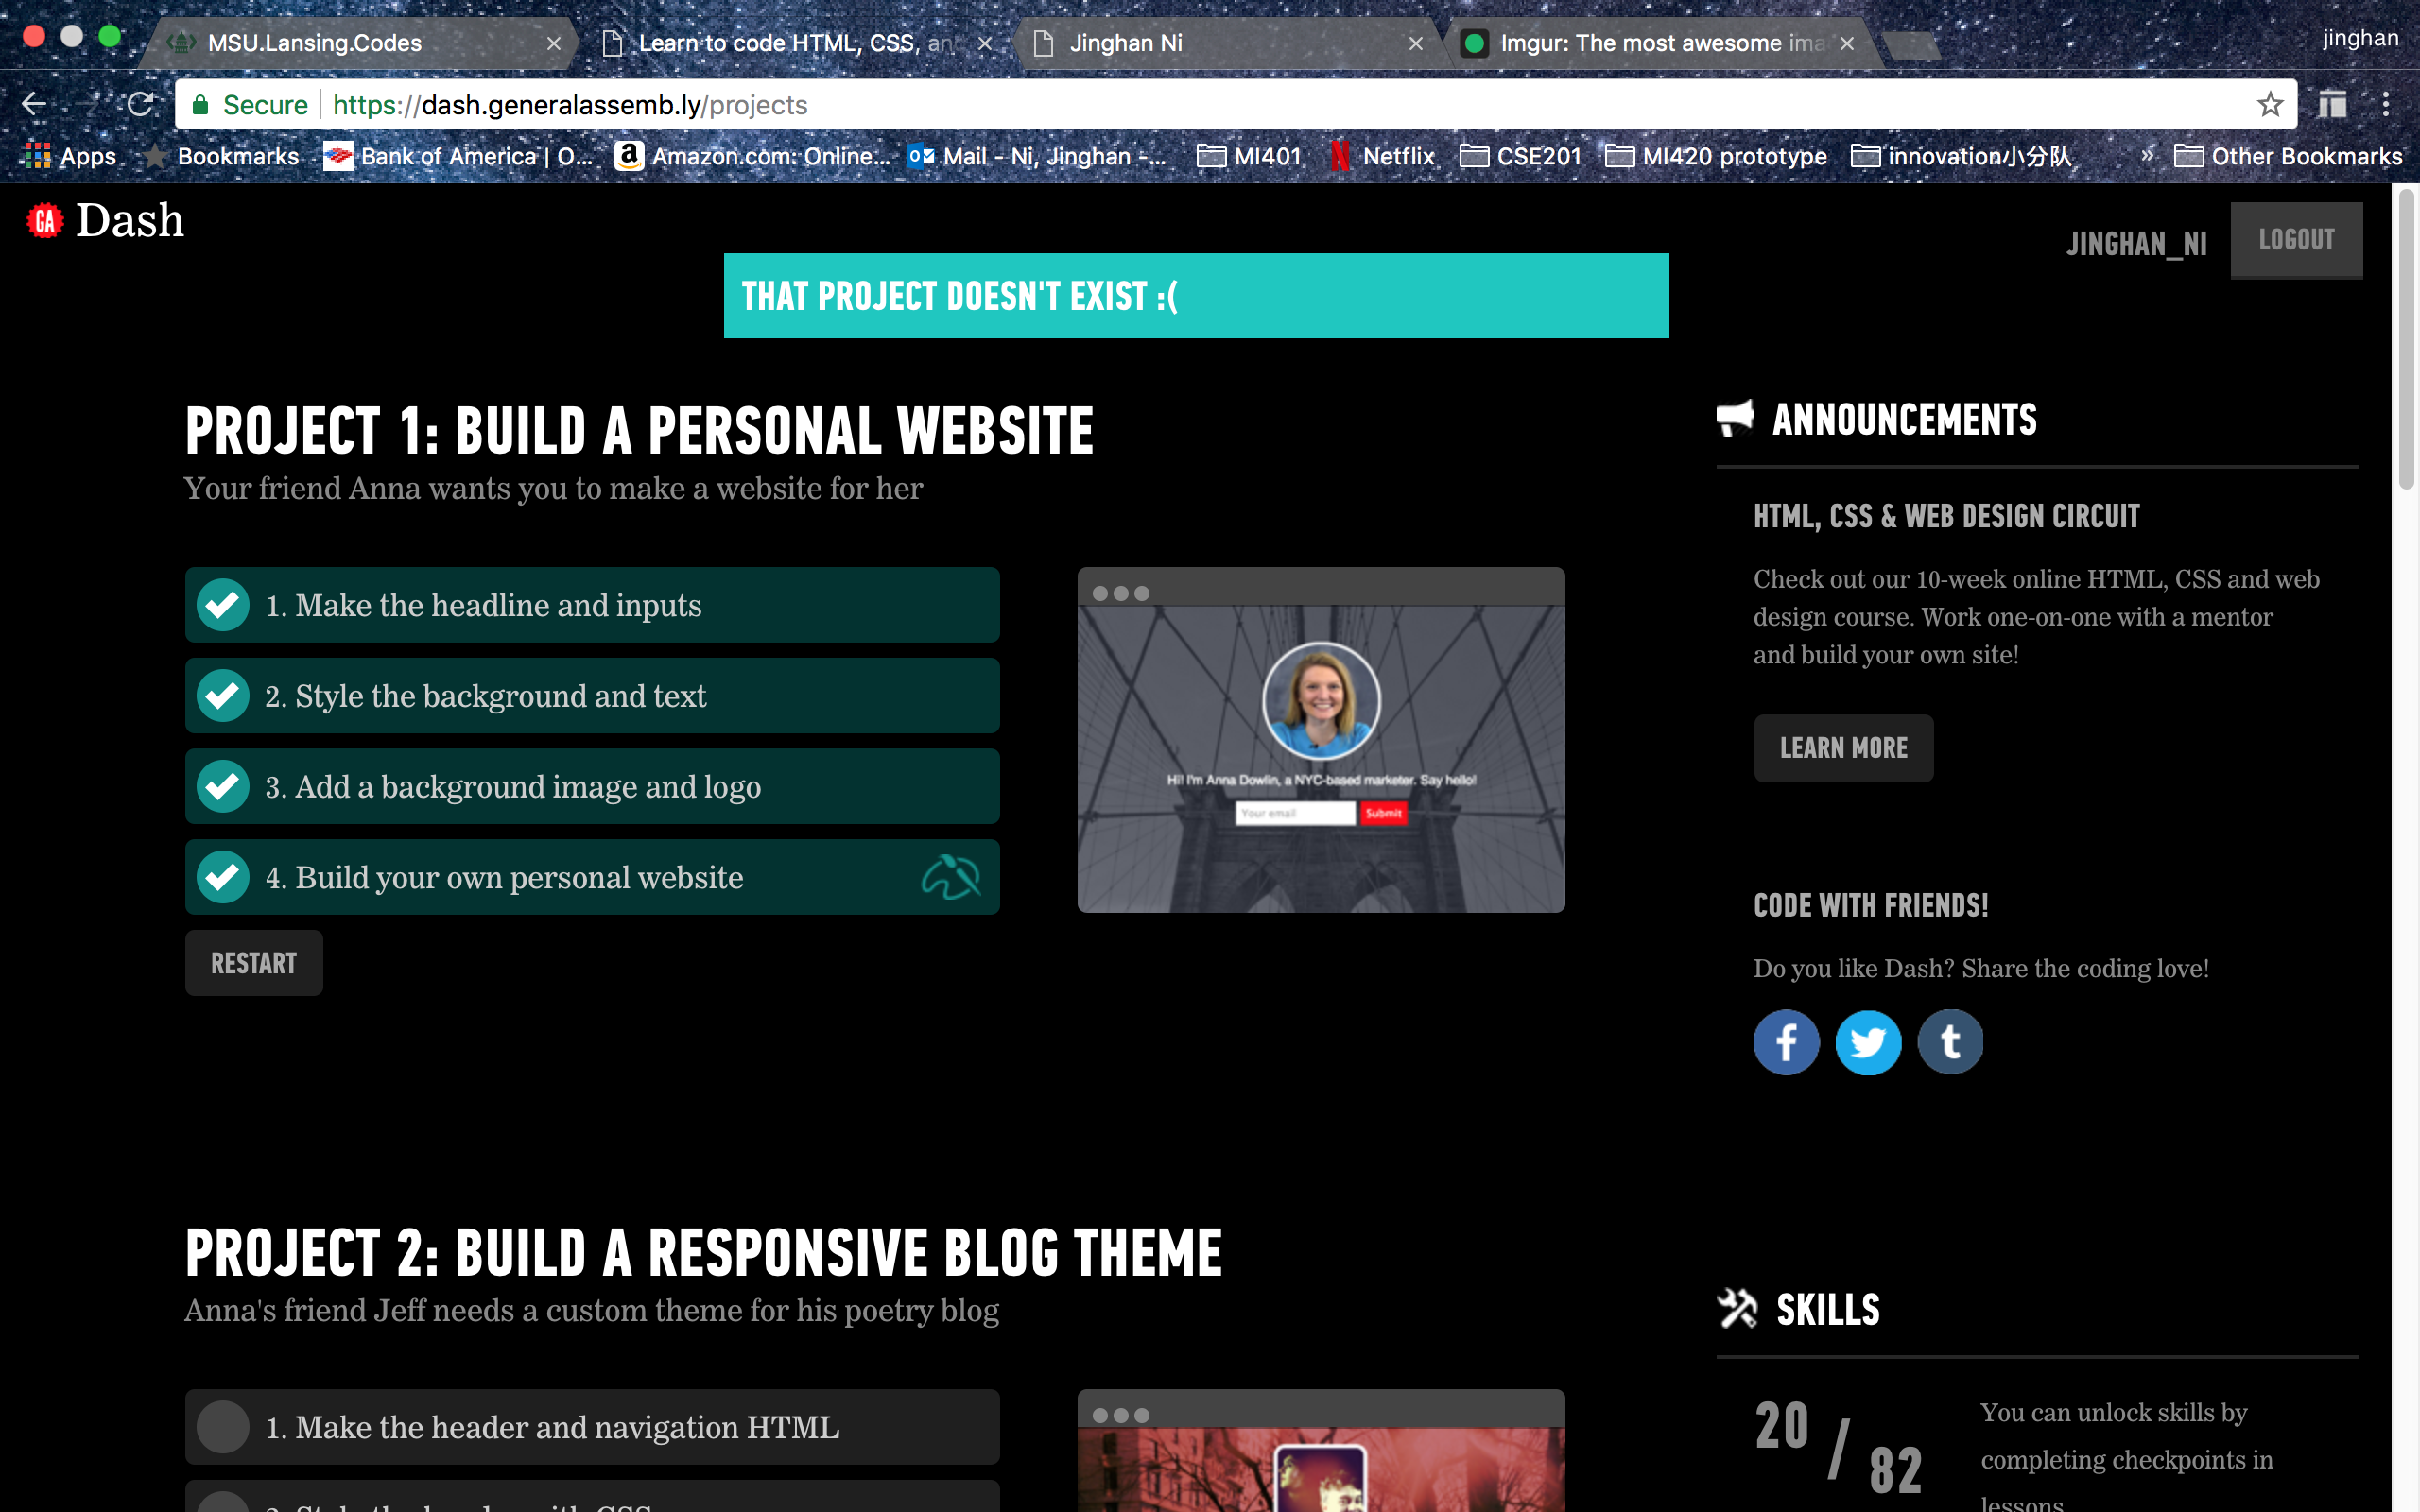 MSU.Lansing.Codes
Learn to code HTML, CSS, an
Jinghan Ni
Imgur: The most awesome ima
jinghan
Secure https://dash.generalassemb.ly/projects
Apps
Bookmarks
Bank of America | O...
Amazon.com: Online...
Mail - Ni, Jinghan -...
MI401
Netflix
CSE201
MI420 prototype
innovation小分队
»
Other Bookmarks
GA Dash
JINGHAN_NI
LOGOUT
THAT PROJECT DOESN'T EXIST :(
PROJECT 1: BUILD A PERSONAL WEBSITE
Your friend Anna wants you to make a website for her
1. Make the headline and inputs
2. Style the background and text
3. Add a background image and logo
4. Build your own personal website
RESTART
Hi! I'm Anna Dowlin, a NYC-based marketer. Say hello!
Your email
Submit
ANNOUNCEMENTS
HTML, CSS & WEB DESIGN CIRCUIT
Check out our 10-week online HTML, CSS and web
design course. Work one-on-one with a mentor
and build your own site!
LEARN MORE
CODE WITH FRIENDS!
Do you like Dash? Share the coding love!
PROJECT 2: BUILD A RESPONSIVE BLOG THEME
Anna's friend Jeff needs a custom theme for his poetry blog
1. Make the header and navigation HTML
SKILLS
20 / 82
You can unlock skills by
completing checkpoints in
lessons